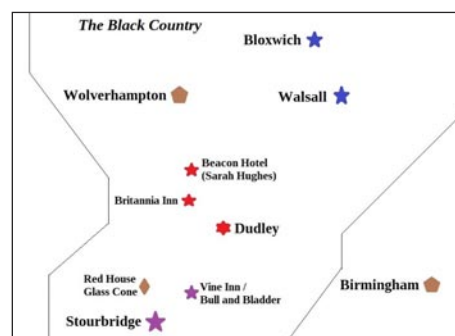 The Black Country
Bloxwich
Wolverhampton
Walsall
Beacon Hotel
(Sarah Hughes)
Britannia Inn
Dudley
Red House
Glass Cone
Vine Inn /
Bull and Bladder
Birmingham
Stourbridge